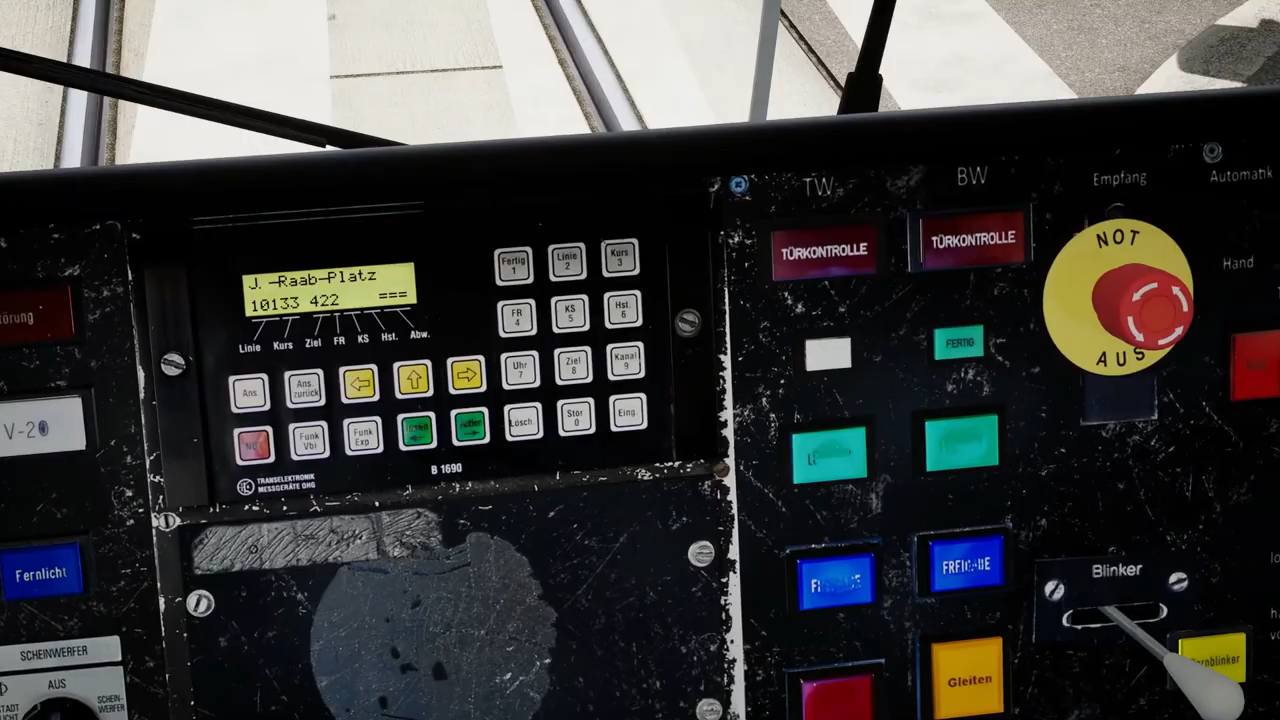 TW
BW
Empfang
Automatik
TÜRKONTROLLE
TÜRKONTROLLE
NOT
AUS
Hand
J.-Raab-Platz
10133 422 ===
Linie Kurs Ziel FR KS Hst. Abw.
Fertig 1
Linie 2
Kurs 3
FR 4
KS 5
Hst. 6
Ans.
Ans. zurück
Uhr 7
Ziel 8
Kanal 9
Funk Vbi
Funk Exp
Lösch.
Stör 0
Eing.
TRANSELEKTRONIK
MESSGERÄTE OHG
B 1690
FERTIG
V-20
Fernlicht
Blinker
Gleiten
SCHEINWERFER
AUS
SCHEIN-
WERFER